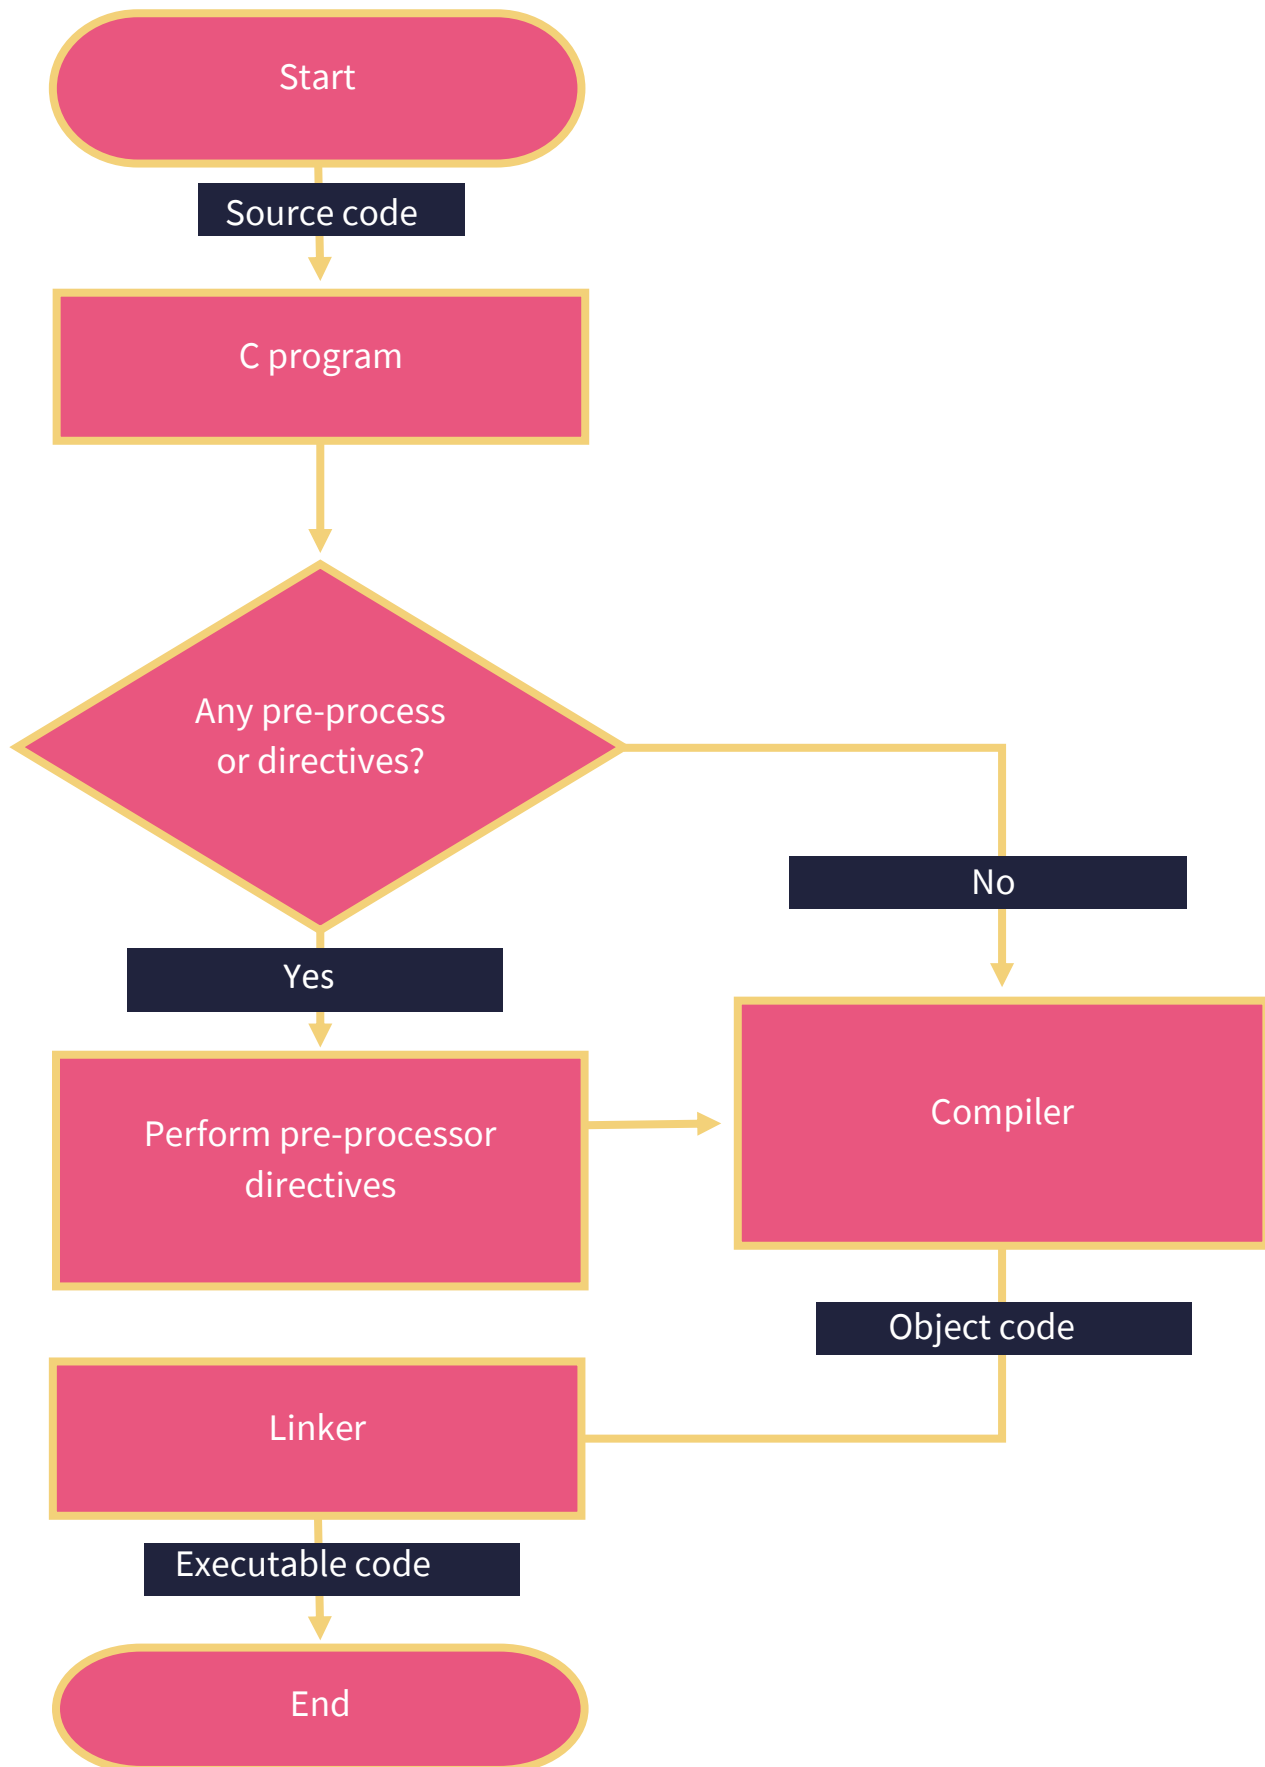 Start
Source code
C program
Any pre-process
or directives?
No
Yes
Perform pre-processor
directives
Compiler
Object code
Linker
Executable code
End